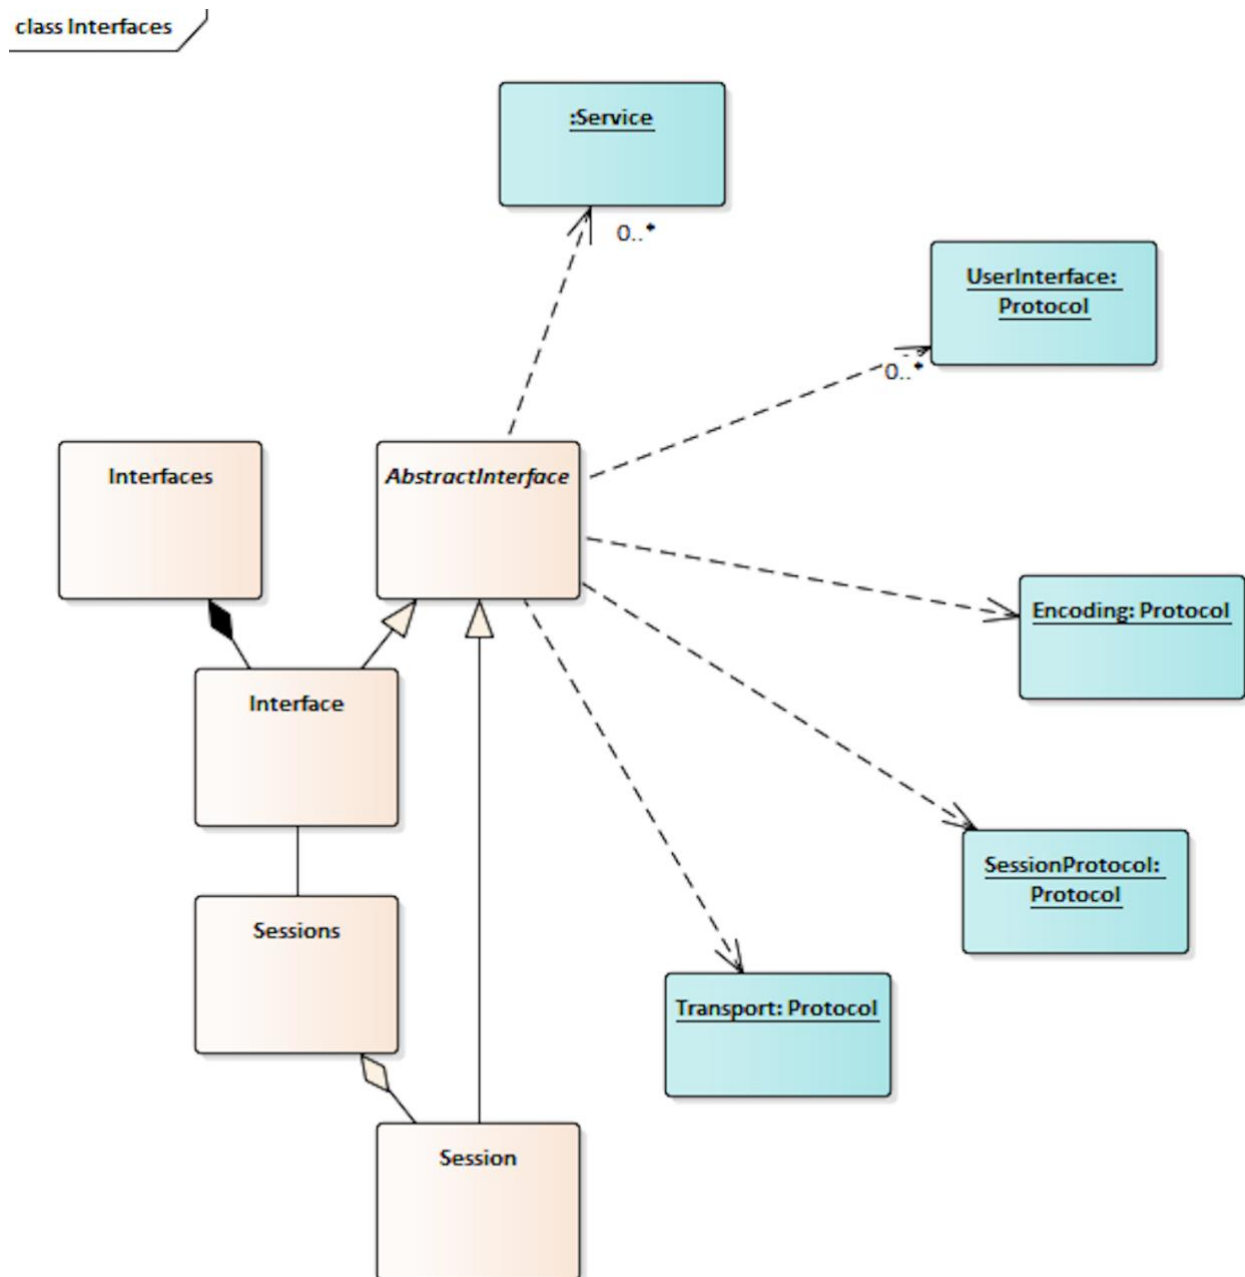 class Interfaces
:Service
0..*
UserInterface:
Protocol
0..*
Interfaces
AbstractInterface
Encoding: Protocol
Interface
SessionProtocol:
Protocol
Sessions
Transport: Protocol
Session